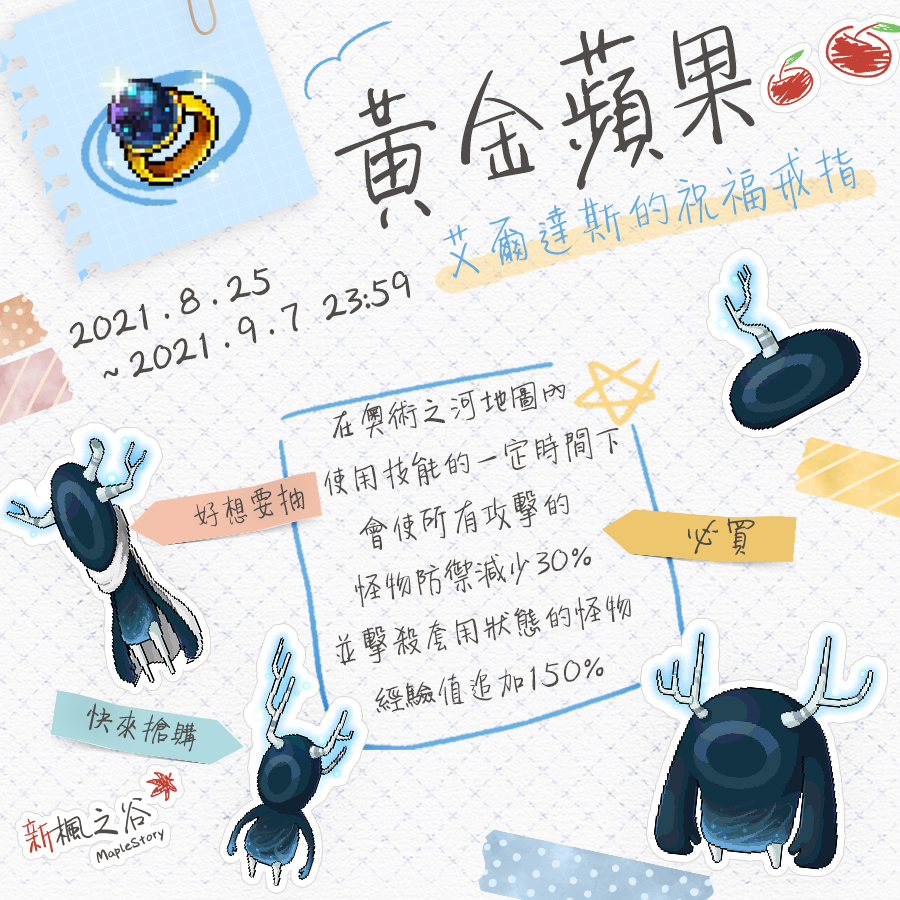 黃金蘋果
艾爾達斯的祝福戒指
2021.8.25
~2021.9.7 23:59
在奧術之河地圖內
使用技能的一定時間下
會使所有攻擊的
怪物防禦減少30%
並擊殺套用狀態的怪物
經驗值追加150%
好想要抽
必買
快來搶購
新楓之谷
MapleStory